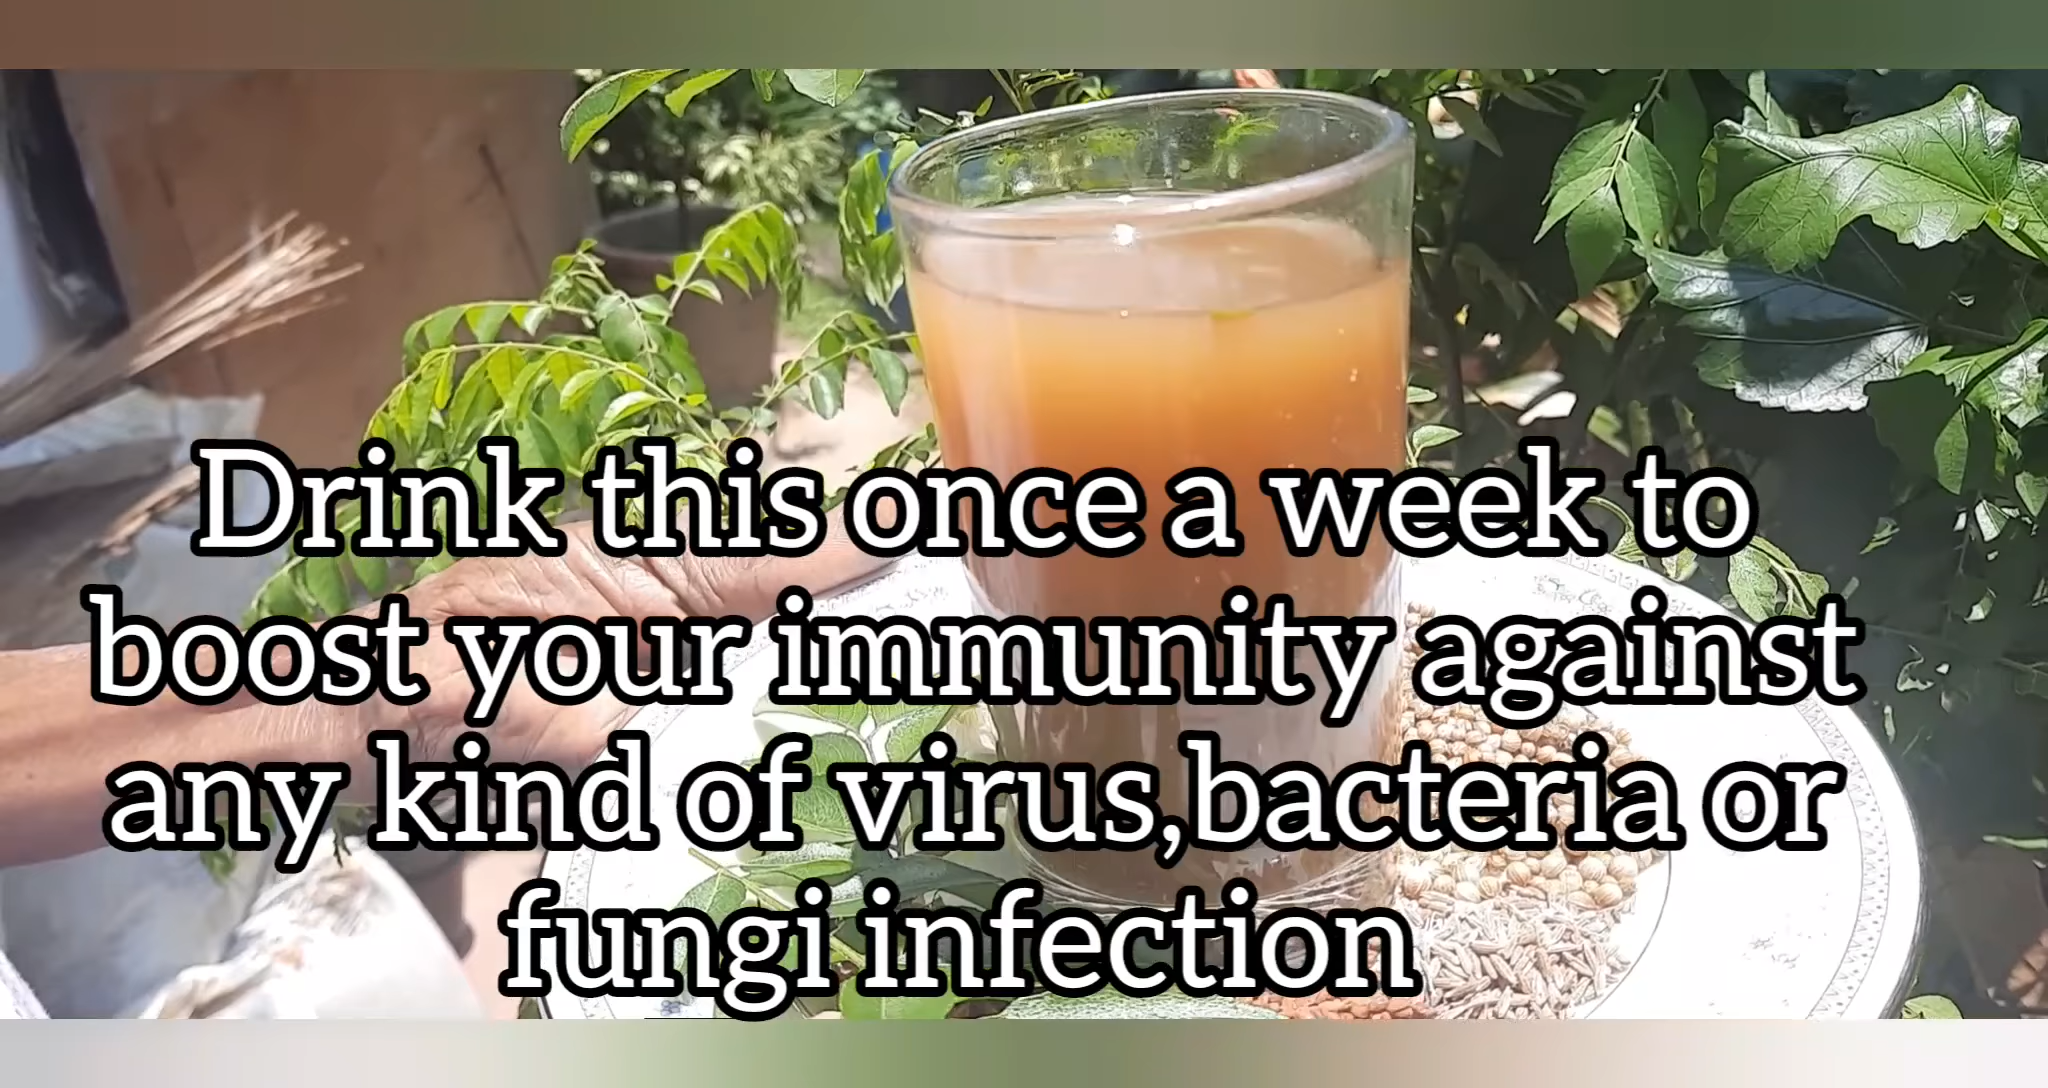 Drink this once a week to
boost your immunity against
any kind of virus,bacteria or
fungi infection